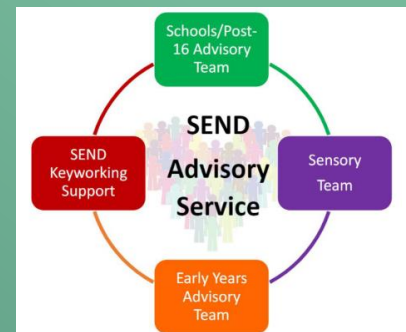 Schools/Post-
16 Advisory
Team
SEND
Advisory
Service
SEND
Keyworking
Support
Sensory
Team
Early Years
Advisory
Team